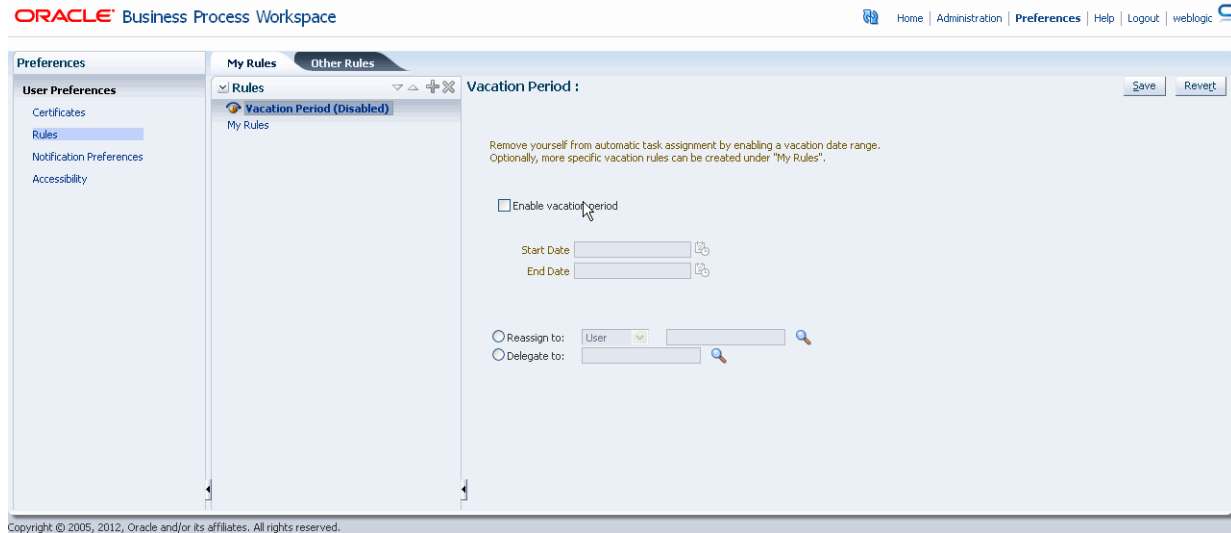 ORACLE Business Process Workspace
Home | Administration | Preferences | Help | Logout | weblogic
Preferences
User Preferences
Certificates
Rules
Notification Preferences
Accessibility
My Rules
Other Rules
Rules
Vacation Period (Disabled)
My Rules
Vacation Period :
Save
Revert
Remove yourself from automatic task assignment by enabling a vacation date range.
Optionally, more specific vacation rules can be created under "My Rules".
Enable vacation period
Start Date
End Date
Reassign to: User
Delegate to:
Copyright © 2005, 2012, Oracle and/or its affiliates. All rights reserved.